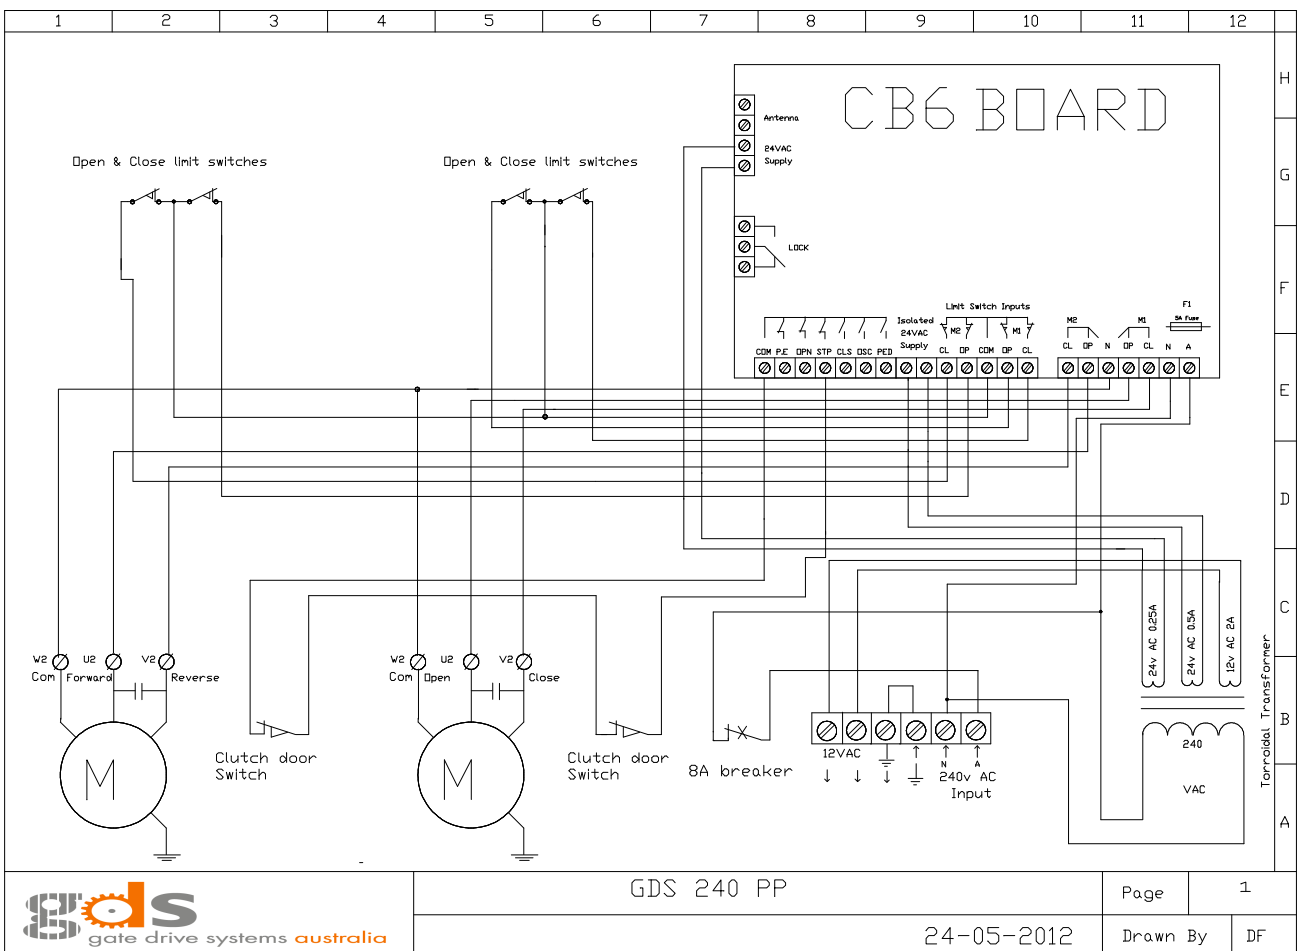 1 2 3 4 5 6 7 8 9 10 11 12
H
G
F
E
D
C
B
A
CB6 BOARD
Antenna
24VAC
Supply
LOCK
Open & Close limit switches
Open & Close limit switches
Limit Switch Inputs
F1
5A Fuse
Isolated
24VAC
Supply
M2
M1
M2
M1
COM P.E OPN STP CLS OSC PED
CL OP COM OP CL
CL OP N OP CL N A
24v AC 0.25A
24v AC 0.5A
12v AC 2A
Torroidal Transformer
W2 U2 V2
Com Forward Reverse
W2 U2 V2
Com Open Close
M
M
Clutch door
Switch
Clutch door
Switch
8A breaker
12VAC
N A
240v AC
Input
240
VAC
gds
gate drive systems australia
GDS 240 PP
Page 1
24-05-2012
Drawn By DF